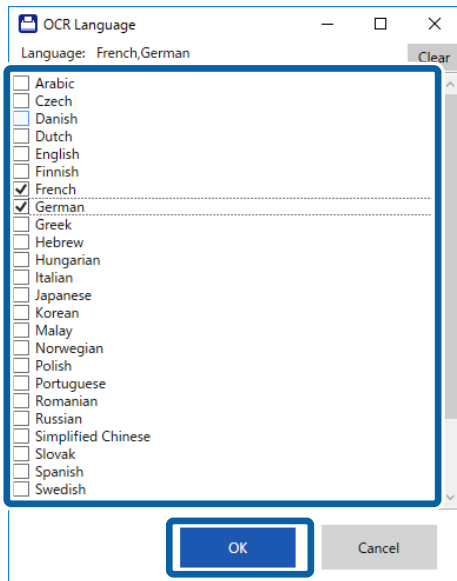 OCR Language
Language: French,German
Clear
Arabic
Czech
Danish
Dutch
English
Finnish
French
German
Greek
Hebrew
Hungarian
Italian
Japanese
Korean
Malay
Norwegian
Polish
Portuguese
Romanian
Russian
Simplified Chinese
Slovak
Spanish
Swedish
OK Cancel